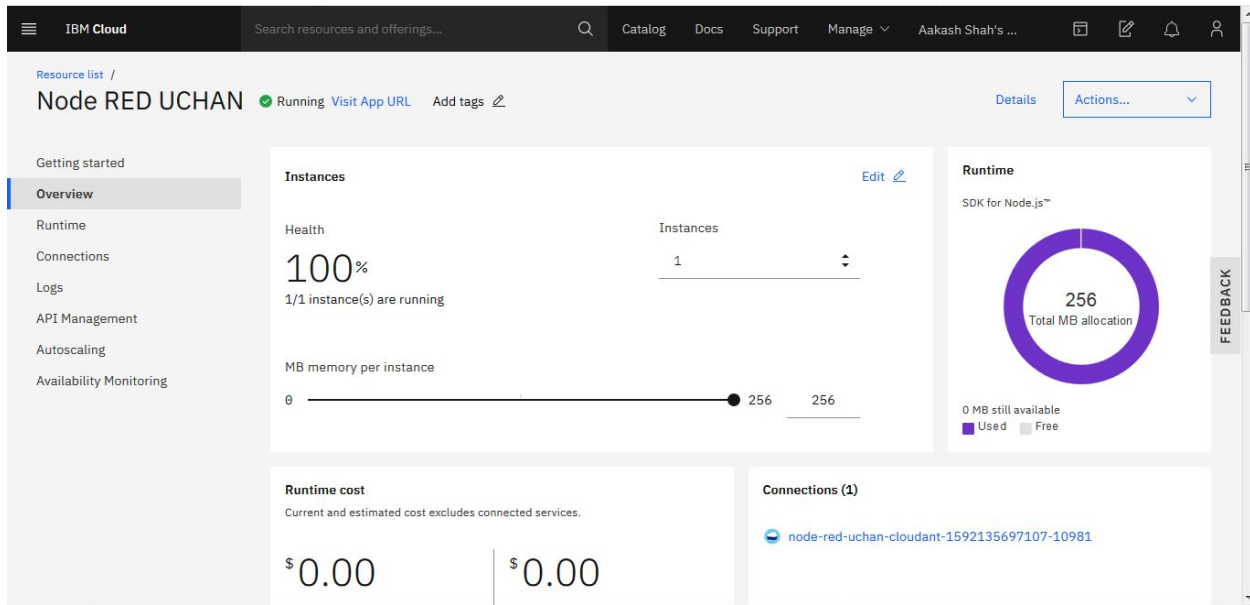 IBM Cloud
Search resources and offerings...
Catalog Docs Support Manage Aakash Shah's ...
Resource list /
Node RED UCHAN Running Visit App URL Add tags
Details Actions...
Getting started
Overview
Runtime
Connections
Logs
API Management
Autoscaling
Availability Monitoring
Instances
Edit
Health
100%
1/1 instance(s) are running
Instances
1
MB memory per instance
0 256 256
Runtime
SDK for Node.js™
256
Total MB allocation
0 MB still available
Used Free
FEEDBACK
Runtime cost
Current and estimated cost excludes connected services.
$0.00 $0.00
Connections (1)
node-red-uchan-cloudant-1592135697107-10981